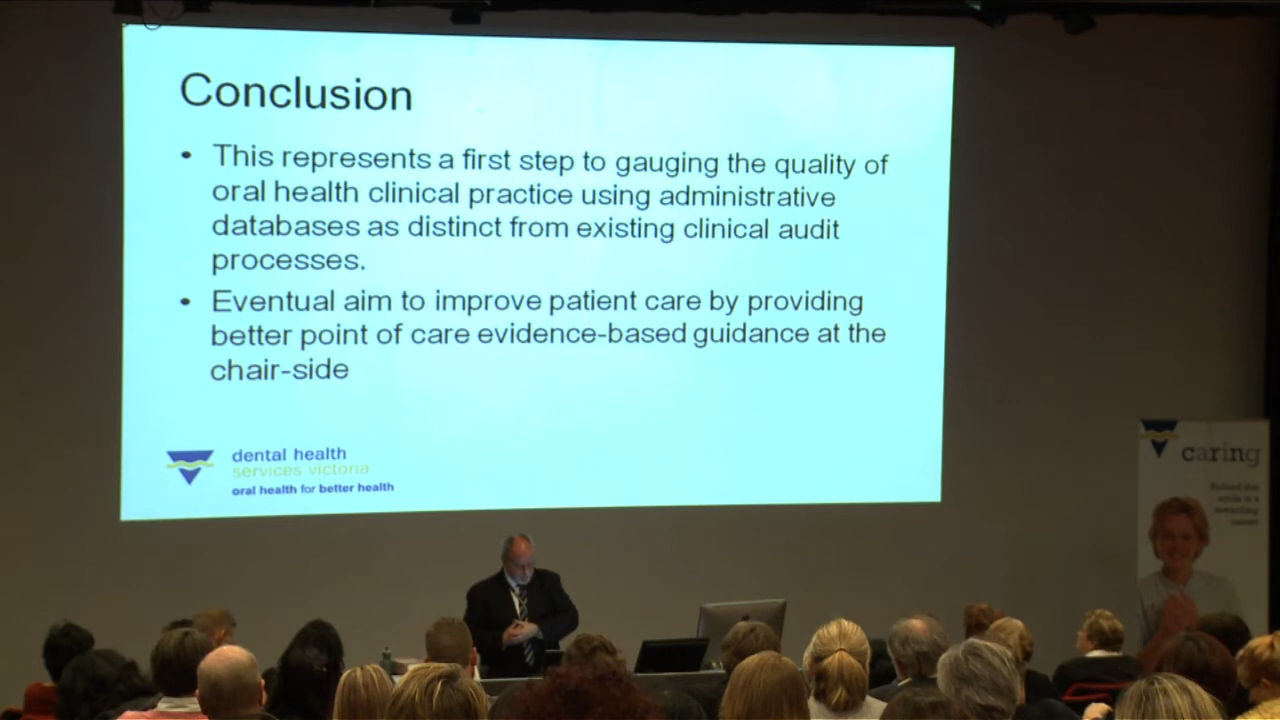 Conclusion
• This represents a first step to gauging the quality of
oral health clinical practice using administrative
databases as distinct from existing clinical audit
processes.
• Eventual aim to improve patient care by providing
better point of care evidence-based guidance at the
chair-side
dental health
services victoria
oral health for better health
caring